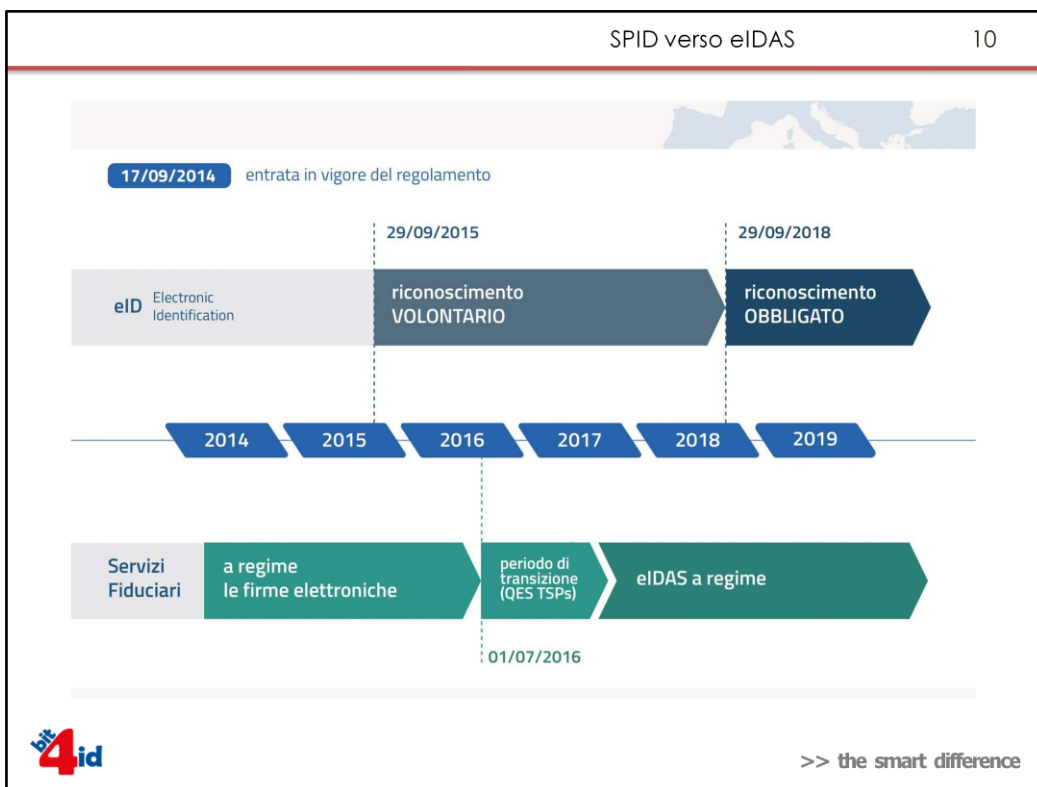 SPID verso eIDAS 10
17/09/2014 entrata in vigore del regolamento
29/09/2015 29/09/2018
eID Electronic
Identification
riconoscimento
VOLONTARIO
riconoscimento
OBBLIGATO
2014 2015 2016 2017 2018 2019
Servizi
Fiduciari
a regime
le firme elettroniche
periodo di
transizione
(QES TSPs)
eIDAS a regime
01/07/2016
bit4id
>> the smart difference